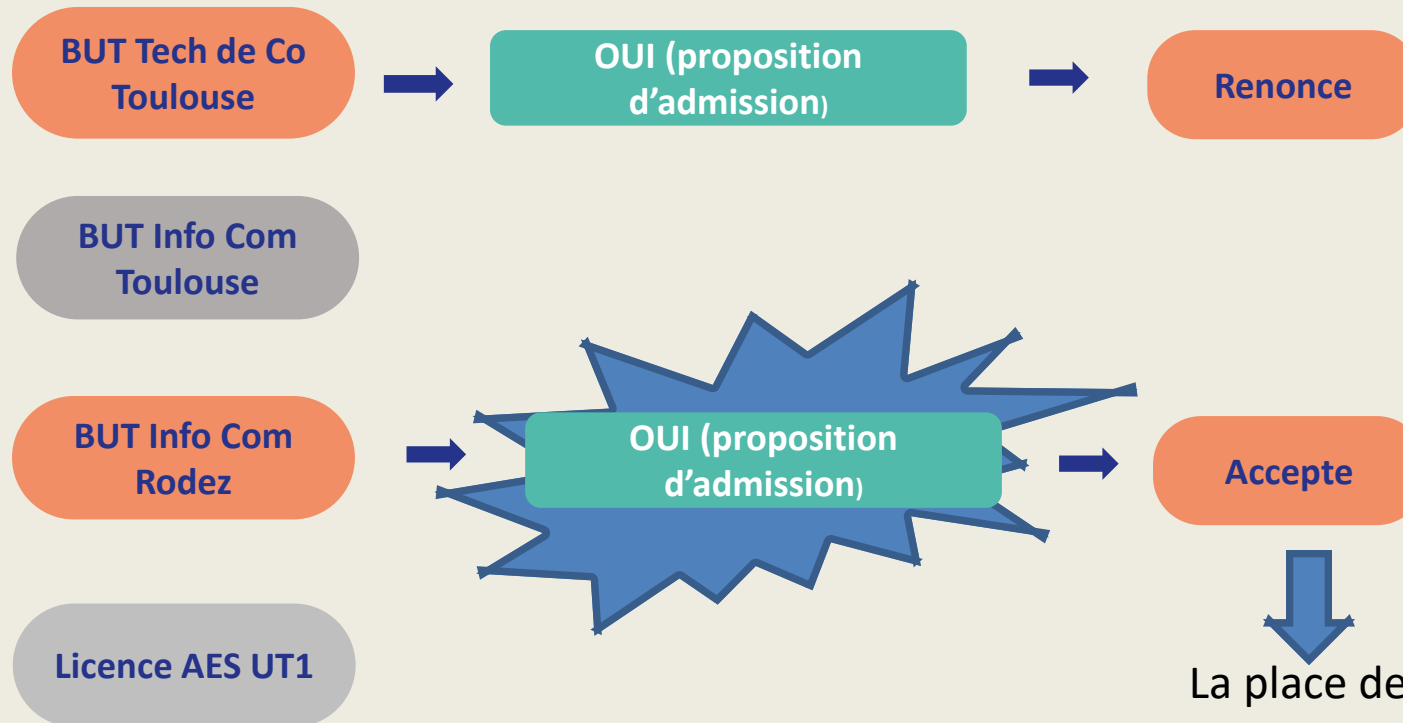 BUT Tech de Co
Toulouse
OUI (proposition
d’admission)
Renonce
BUT Info Com
Toulouse
BUT Info Com
Rodez
OUI (proposition
d’admission)
Accepte
Licence AES UT1
La place de